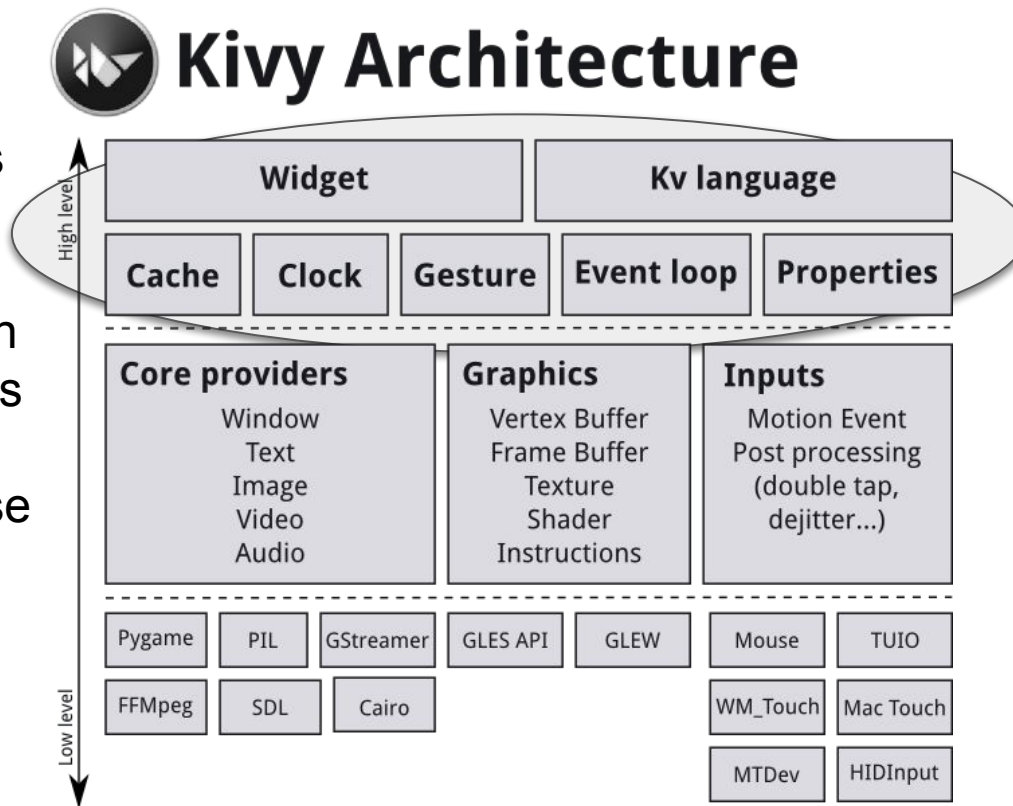 Kivy Architecture
High level
Widget
Kv language
Cache
Clock
Gesture
Event loop
Properties
Core providers
Window
Text
Image
Video
Audio
Graphics
Vertex Buffer
Frame Buffer
Texture
Shader
Instructions
Inputs
Motion Event
Post processing
(double tap,
dejitter...)
Low level
Pygame
PIL
GStreamer
GLES API
GLEW
Mouse
TUIO
FFMpeg
SDL
Cairo
WM_Touch
Mac Touch
MTDev
HIDInput